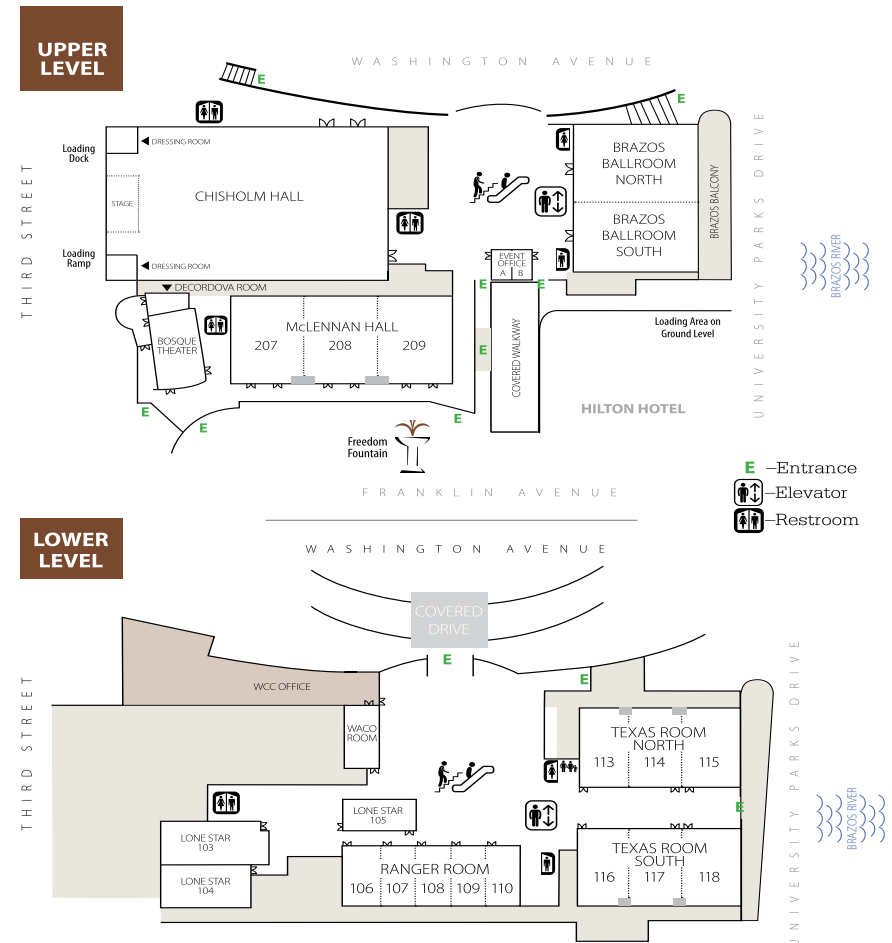 UPPER
LEVEL
WASHINGTON AVENUE
E
E
THIRD STREET
Loading
Dock
DRESSING ROOM
STAGE
CHISHOLM HALL
Loading
Ramp
DRESSING ROOM
DECORDOVA ROOM
BRAZOS
BALLROOM
NORTH
BRAZOS
BALLROOM
SOUTH
BRAZOS BALCONY
UNIVERSITY PARKS DRIVE
BRAZOS RIVER
EVENT
OFFICE
A B
E
E
BOSQUE
THEATER
McLENNAN HALL
207
208
209
E
COVERED WALKWAY
Loading Area on
Ground Level
HILTON HOTEL
E
E
E
Freedom
Fountain
FRANKLIN AVENUE
E –Entrance
–Elevator
–Restroom
LOWER
LEVEL
WASHINGTON AVENUE
COVERED
DRIVE
E
E
THIRD STREET
WCC OFFICE
WACO
ROOM
TEXAS ROOM
NORTH
113
114
115
E
UNIVERSITY PARKS DRIVE
BRAZOS RIVER
LONE STAR
103
LONE STAR
104
LONE STAR
105
RANGER ROOM
106
107
108
109
110
TEXAS ROOM
SOUTH
116
117
118